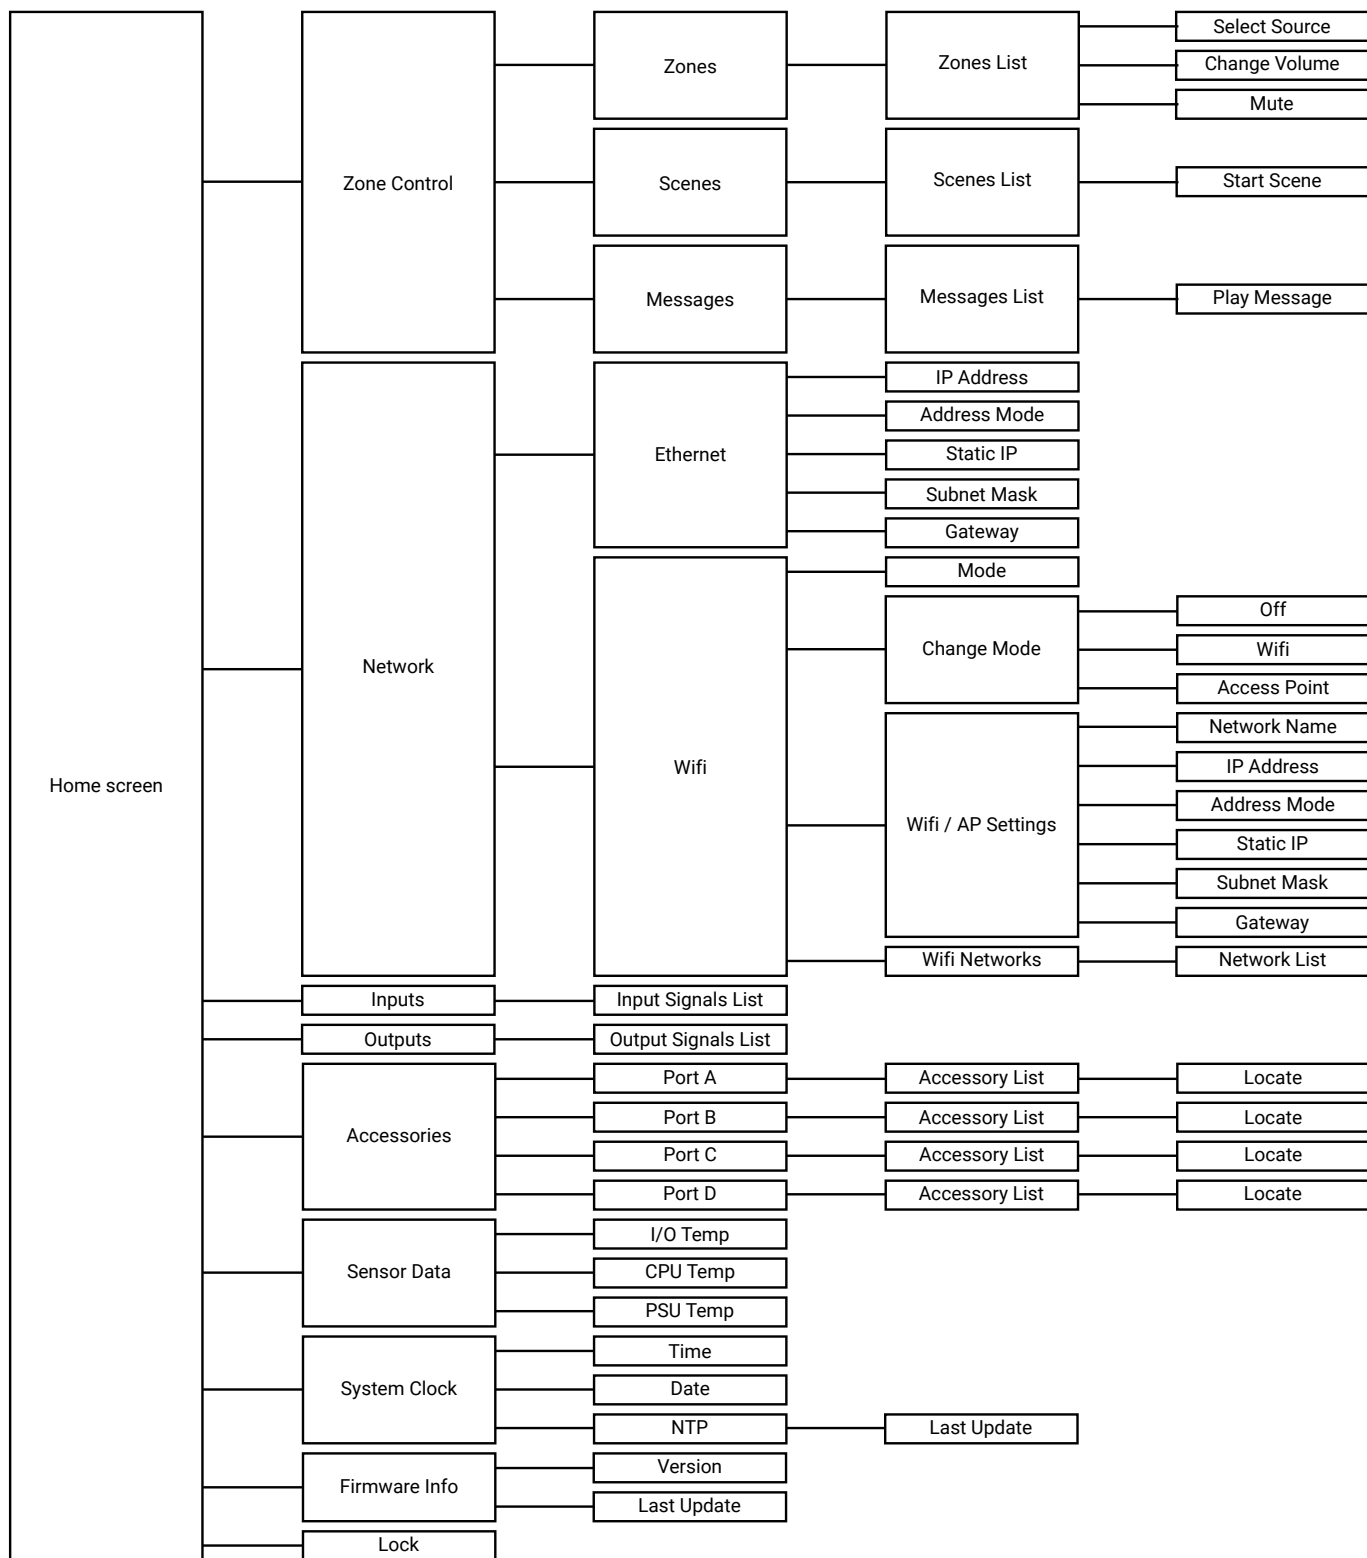 Home screen
Zone Control
Zones
Zones List
Select Source
Change Volume
Mute
Scenes
Scenes List
Start Scene
Messages
Messages List
Play Message
Network
Ethernet
IP Address
Address Mode
Static IP
Subnet Mask
Gateway
Wifi
Mode
Change Mode
Off
Wifi
Access Point
Wifi / AP Settings
Network Name
IP Address
Address Mode
Static IP
Subnet Mask
Gateway
Wifi Networks
Network List
Inputs
Input Signals List
Outputs
Output Signals List
Accessories
Port A
Accessory List
Locate
Port B
Accessory List
Locate
Port C
Accessory List
Locate
Port D
Accessory List
Locate
Sensor Data
I/O Temp
CPU Temp
PSU Temp
System Clock
Time
Date
NTP
Last Update
Firmware Info
Version
Last Update
Lock